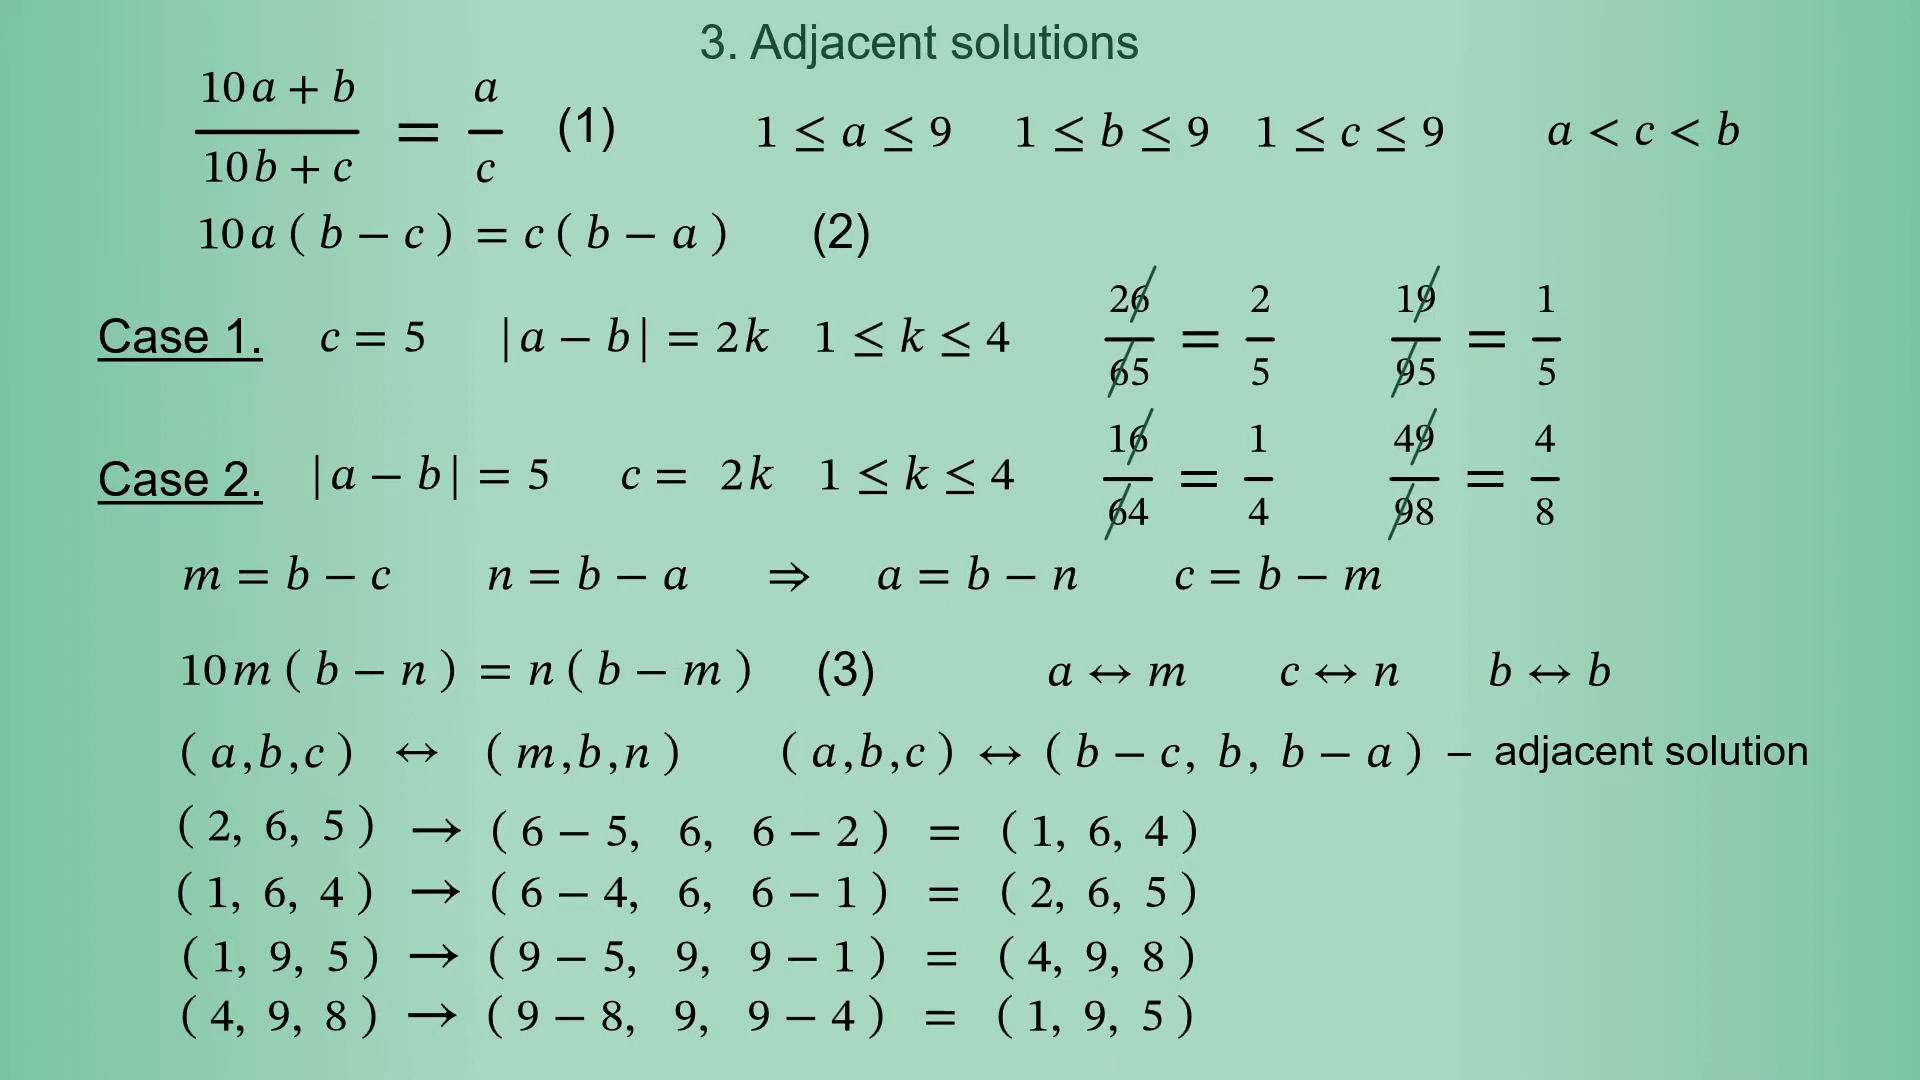 3. Adjacent solutions
(10a + b)/(10b + c) = a/c (1) 1 ≤ a ≤ 9 1 ≤ b ≤ 9 1 ≤ c ≤ 9 a < c < b
10a ( b − c ) = c ( b − a ) (2)
Case 1. c = 5 |a − b| = 2k 1 ≤ k ≤ 4 26/65 = 2/5 19/95 = 1/5
Case 2. |a − b| = 5 c = 2k 1 ≤ k ≤ 4 16/64 = 1/4 49/98 = 4/8
m = b − c n = b − a ⇒ a = b − n c = b − m
10m ( b − n ) = n ( b − m ) (3) a ↔ m c ↔ n b ↔ b
( a,b,c ) ↔ ( m,b,n ) ( a,b,c ) ↔ ( b − c, b, b − a ) – adjacent solution
( 2, 6, 5 ) → ( 6 − 5, 6, 6 − 2 ) = ( 1, 6, 4 )
( 1, 6, 4 ) → ( 6 − 4, 6, 6 − 1 ) = ( 2, 6, 5 )
( 1, 9, 5 ) → ( 9 − 5, 9, 9 − 1 ) = ( 4, 9, 8 )
( 4, 9, 8 ) → ( 9 − 8, 9, 9 − 4 ) = ( 1, 9, 5 )